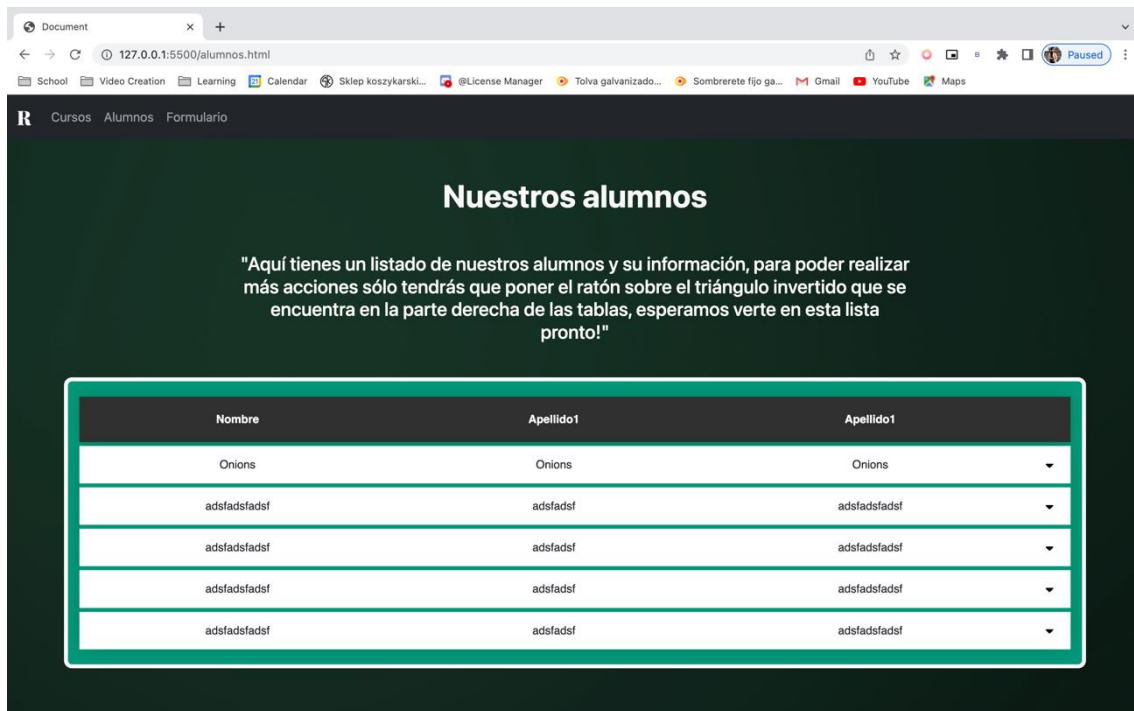 Document
127.0.0.1:5500/alumnos.html
Paused
School Video Creation Learning 21 Calendar Sklep koszykarski... @License Manager Tolva galvanizado... Sombrerete fijo ga... Gmail YouTube Maps
R Cursos Alumnos Formulario
Nuestros alumnos
"Aquí tienes un listado de nuestros alumnos y su información, para poder realizar
más acciones sólo tendrás que poner el ratón sobre el triángulo invertido que se
encuentra en la parte derecha de las tablas, esperamos verte en esta lista
pronto!"
Nombre Apellido1 Apellido1
Onions Onions Onions
adsfadsfadsf adsfadsf adsfadsfadsf
adsfadsfadsf adsfadsf adsfadsfadsf
adsfadsfadsf adsfadsf adsfadsfadsf
adsfadsfadsf adsfadsf adsfadsfadsf